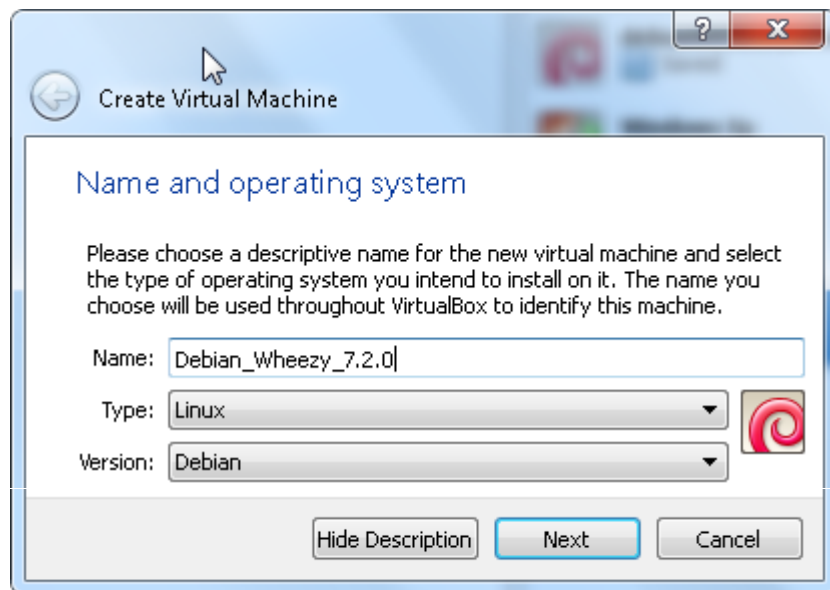 Create Virtual Machine
Name and operating system
Please choose a descriptive name for the new virtual machine and select
the type of operating system you intend to install on it. The name you
choose will be used throughout VirtualBox to identify this machine.
Name: Debian_Wheezy_7.2.0
Type: Linux
Version: Debian
Hide Description Next Cancel